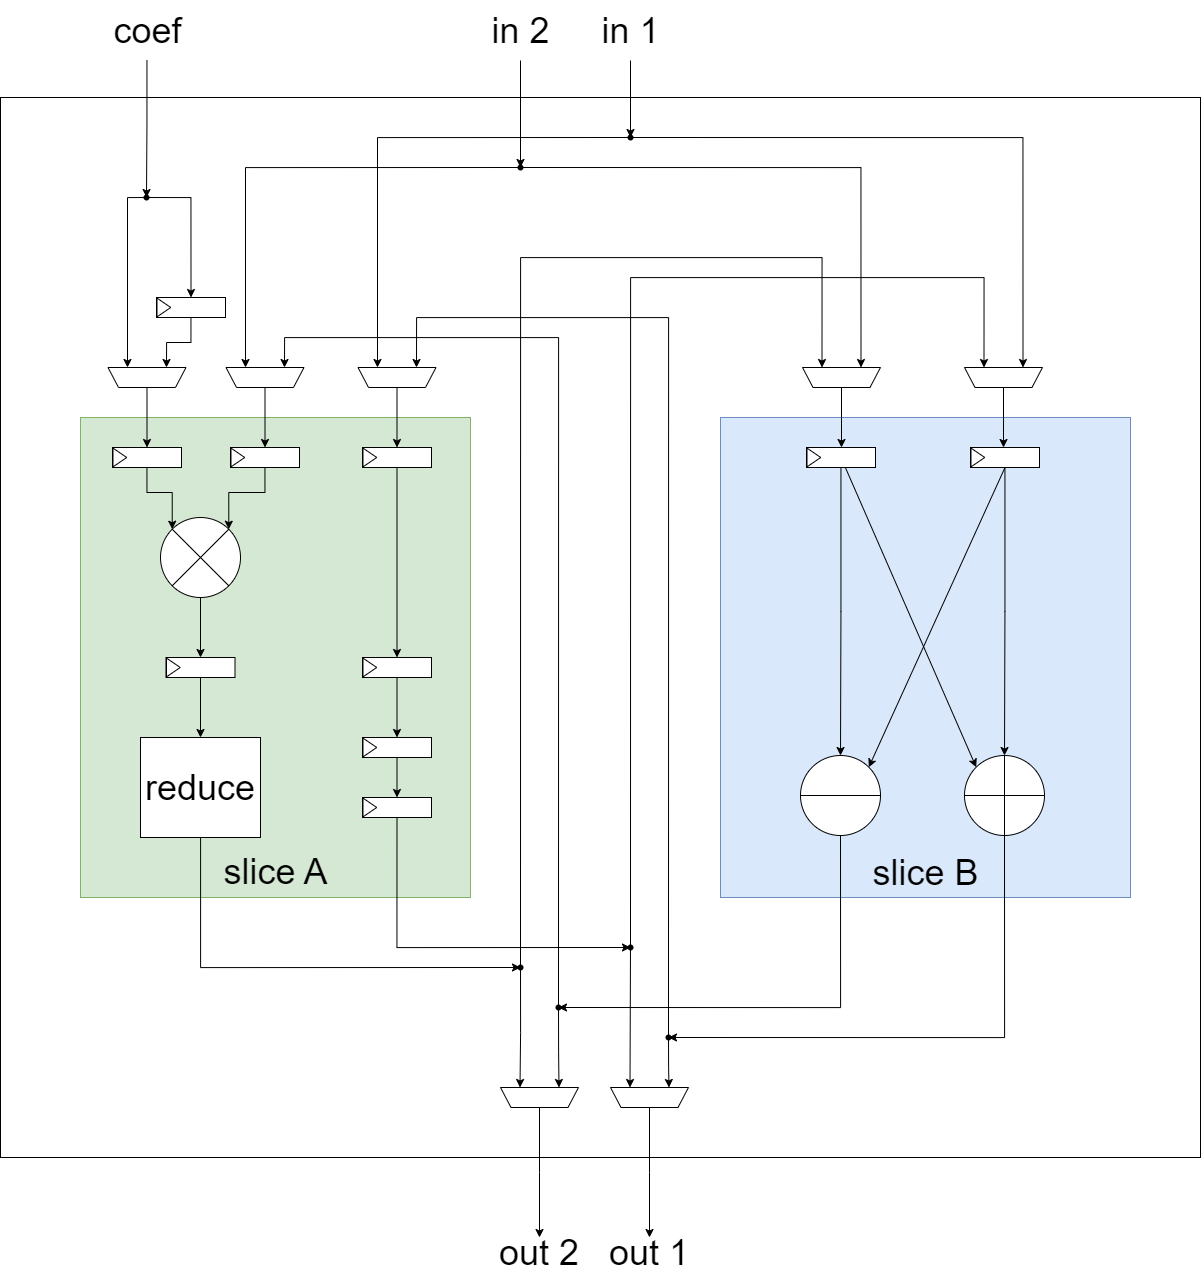 coef
in 2
in 1
reduce
slice A
slice B
out 2
out 1